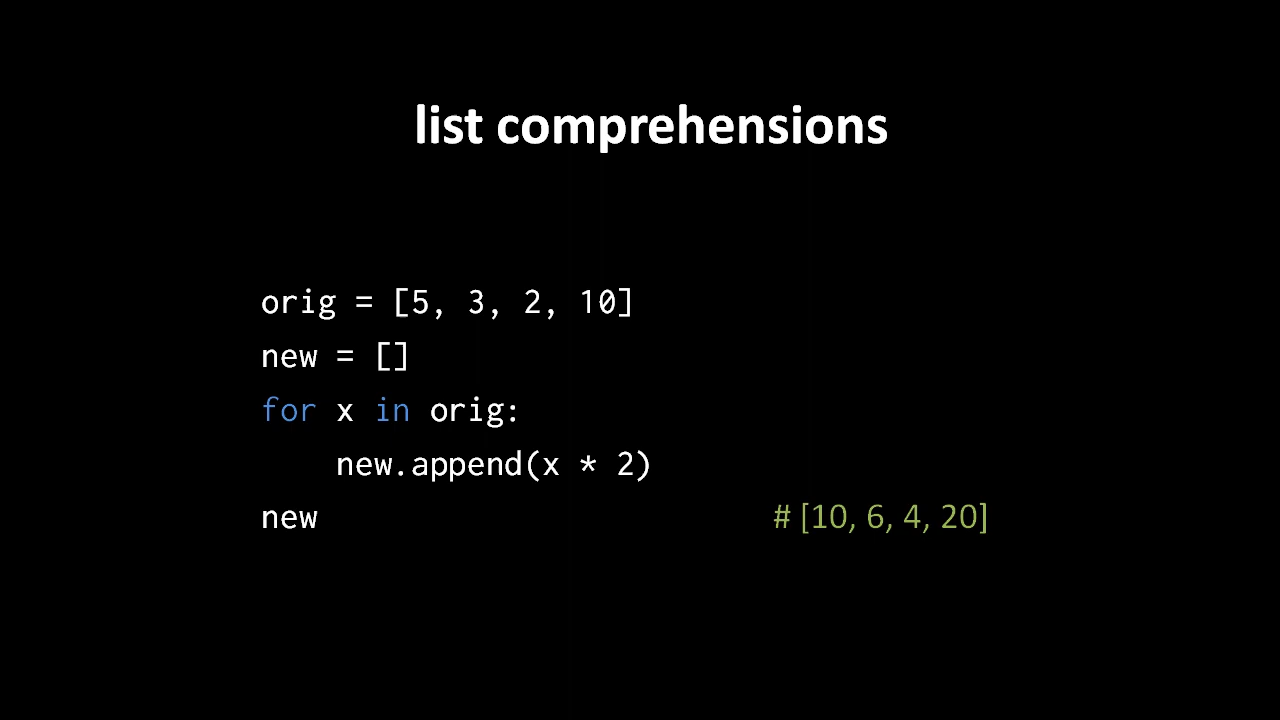 list comprehensions
orig = [5, 3, 2, 10]
new = []
for x in orig:
    new.append(x * 2)
new # [10, 6, 4, 20]